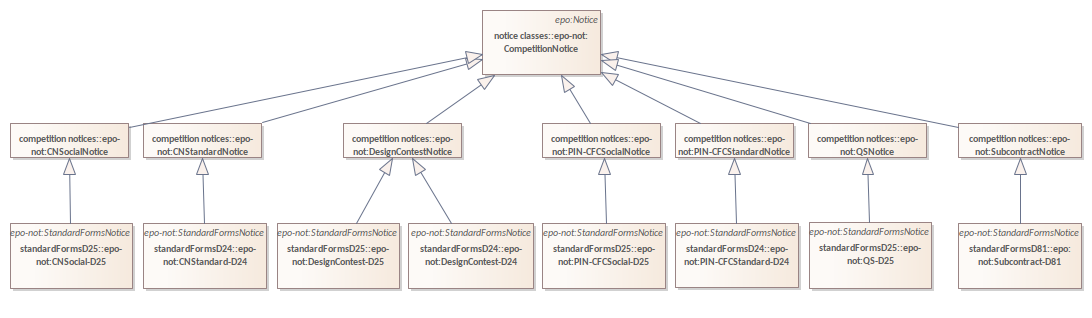 epo:Notice
notice classes::epo-not:
CompetitionNotice
competition notices::epo-
not:CNSocialNotice
competition notices::epo-
not:CNStandardNotice
competition notices::epo-
not:DesignContestNotice
competition notices::epo-
not:PIN-CFCSocialNotice
competition notices::epo-
not:PIN-CFCStandardNotice
competition notices::epo-
not:QSNotice
competition notices::epo-
not:SubcontractNotice
epo-not:StandardFormsNotice
standardFormsD25::epo-
not:CNSocial-D25
epo-not:StandardFormsNotice
standardFormsD24::epo-
not:CNStandard-D24
epo-not:StandardFormsNotice
standardFormsD25::epo-
not:DesignContest-D25
epo-not:StandardFormsNotice
standardFormsD24::epo-
not:DesignContest-D24
epo-not:StandardFormsNotice
standardFormsD25::epo-
not:PIN-CFCSocial-D25
epo-not:StandardFormsNotice
standardFormsD24::epo-
not:PIN-CFCStandard-D24
epo-not:StandardFormsNotice
standardFormsD25::epo-
not:QS-D25
epo-not:StandardFormsNotice
standardFormsD81::epo:
not:Subcontract-D81